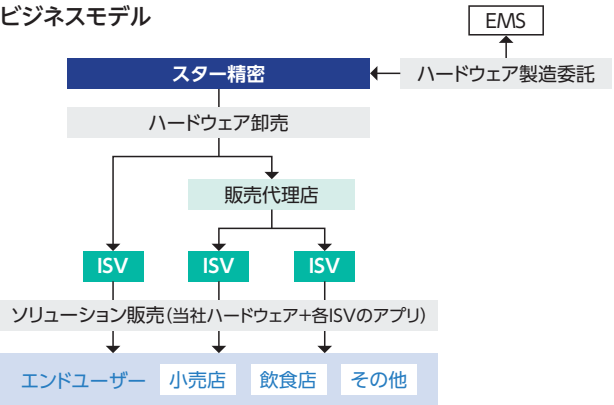 ビジネスモデル
EMS
スター精密
ハードウェア製造委託
ハードウェア卸売
販売代理店
ISV ISV ISV
ソリューション販売(当社ハードウェア+各ISVのアプリ)
エンドユーザー 小売店 飲食店 その他